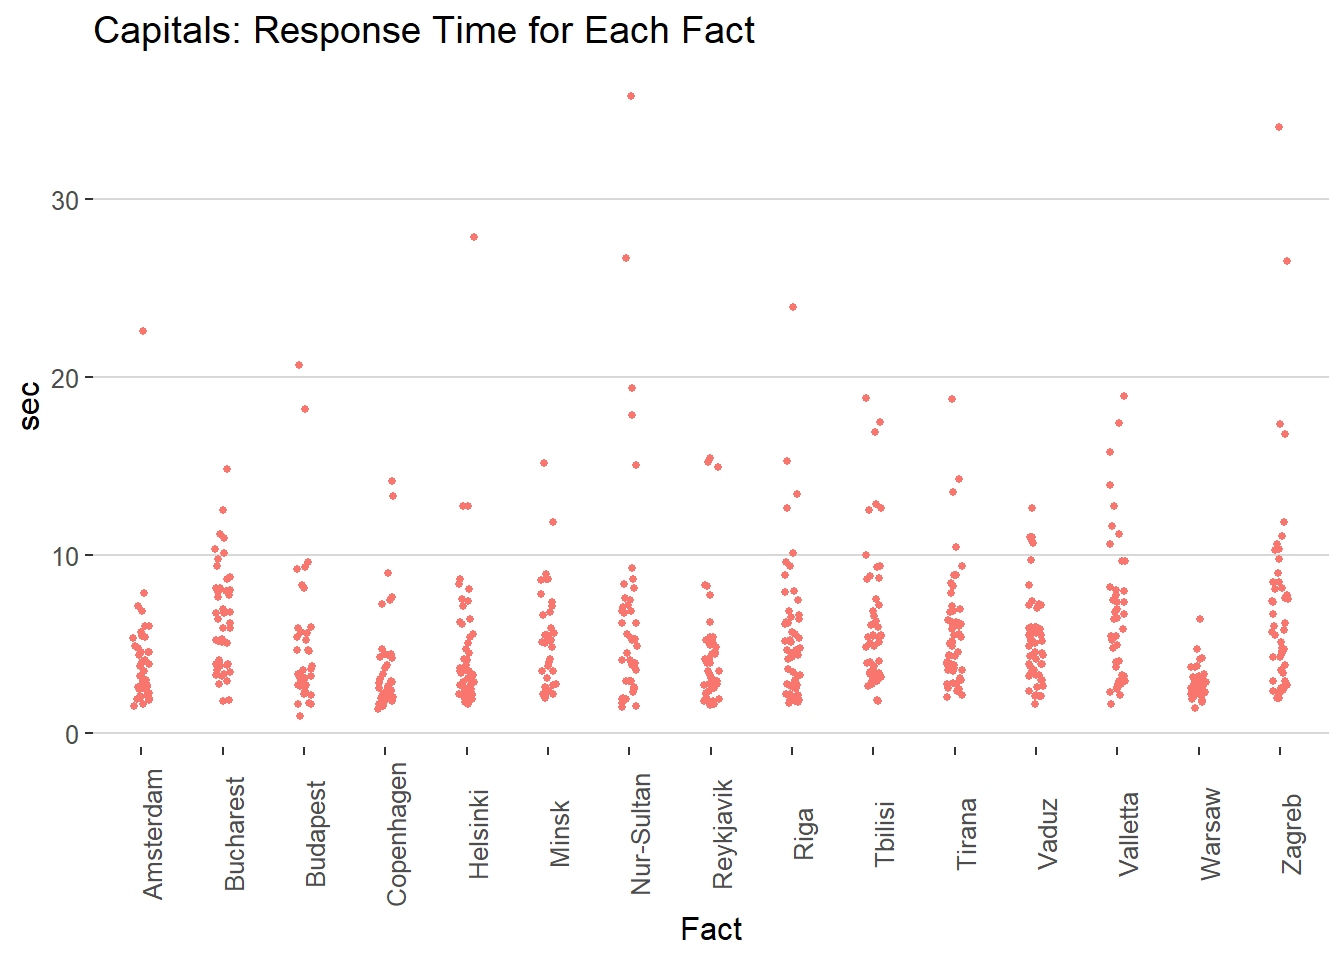 Capitals: Response Time for Each Fact
sec
30
20
10
0
Amsterdam
Bucharest
Budapest
Copenhagen
Helsinki
Minsk
Nur-Sultan
Reykjavik
Riga
Tbilisi
Tirana
Vaduz
Valletta
Warsaw
Zagreb
Fact